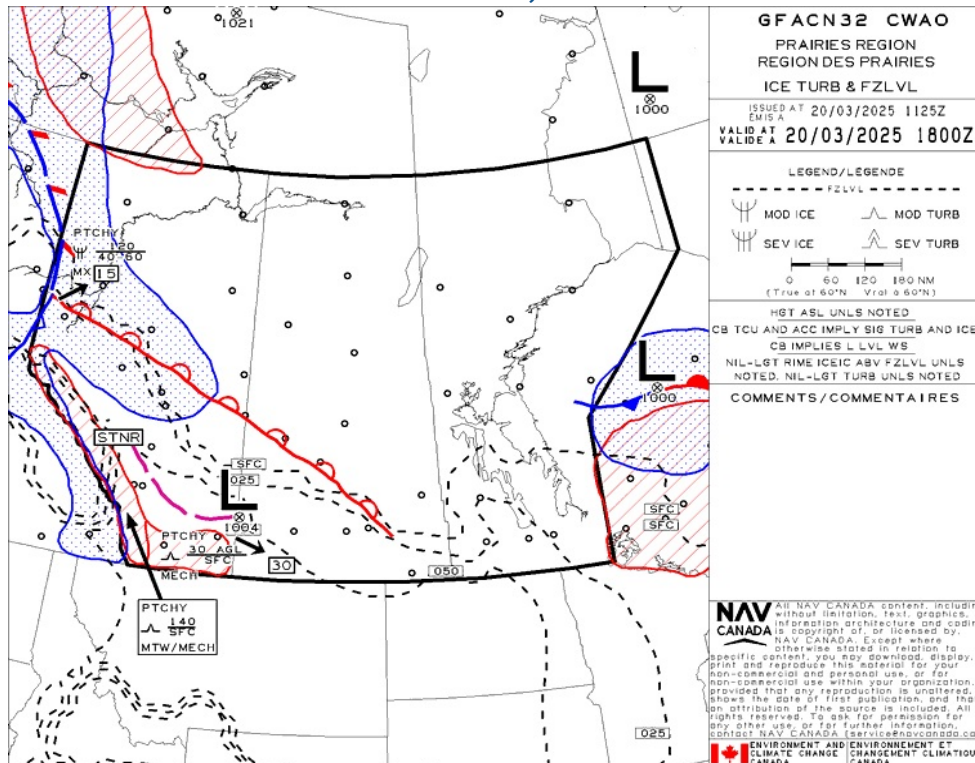 1021
L
1000
PTCHY
120
40 60
MX 15
STNR
SFC
025
L
1004
PTCHY
30 AGL
SFC
MECH
30
.050
PTCHY
140
SFC
MTW/MECH
L
1000
SFC
SFC
025
GFACN32 CWAO
PRAIRIES REGION
REGION DES PRAIRIES
ICE TURB & FZLVL
ISSUED AT
EMIS A
20/03/2025 1125Z
VALID AT
VALIDE A
20/03/2025 1800Z
LEGEND/LÉGENDE
FZLVL
MOD ICE
MOD TURB
SEV ICE
SEV TURB
0 60 120 180 NM
(True at 60°N Vrai à 60°N)
HGT ASL UNLS NOTED
CB TCU AND ACC IMPLY SIG TURB AND ICE
CB IMPLIES L LVL WS
NIL-LGT RIME ICEIC ABV FZLVL UNLS
NOTED. NIL-LGT TURB UNLS NOTED
COMMENTS/COMMENTAIRES
NAV
CANADA
All NAV CANADA content, includin
without limitation, text, graphics,
information architecture and codin
is copyright of, or licensed by,
NAV CANADA. Except where
otherwise stated in relation to
specific content, you may download, display,
print and reproduce this material for your
non-commercial and personal use, or for
non-commercial use within your organization,
provided that any reproduction is unaltered,
shows the date of first publication, and tha
an attribution of the source is included. All
rights reserved. To ask for permission for
any other use, or for further information,
contact NAV CANADA (service@navcanada.ca
ENVIRONMENT AND
CLIMATE CHANGE
CANADA
ENVIRONNEMENT ET
CHANGEMENT CLIMATIQU
CANADA